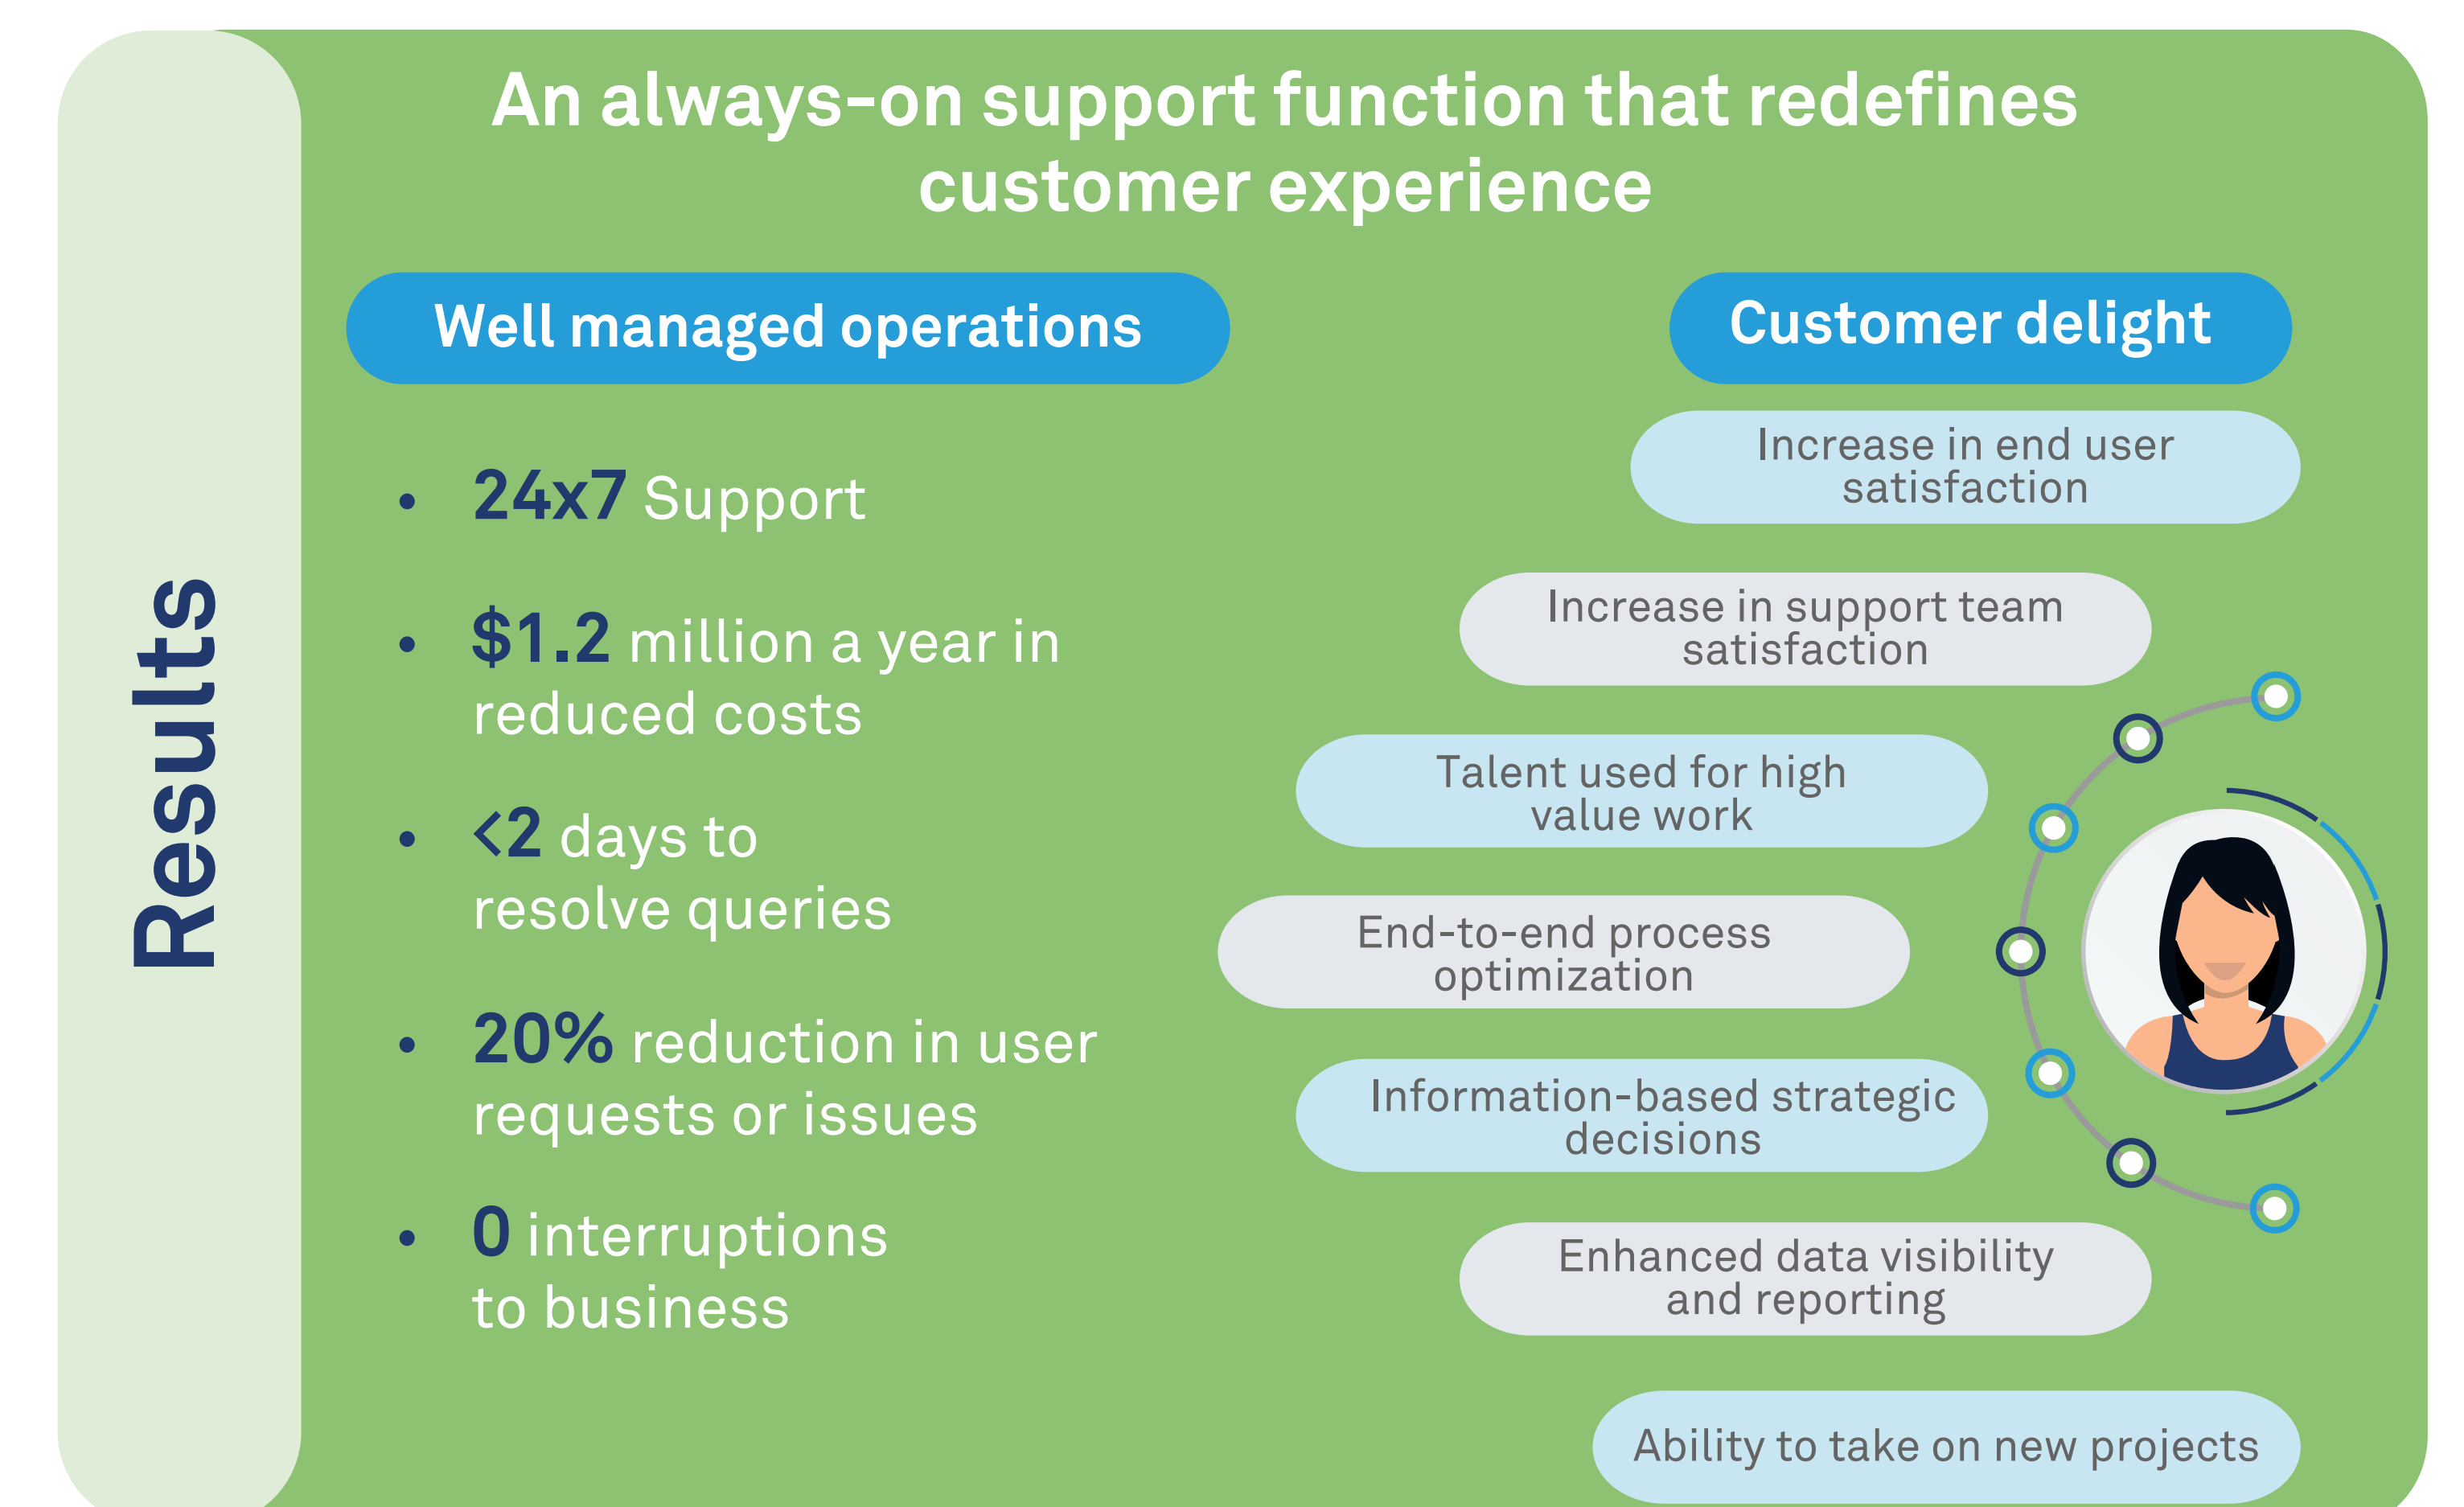 Results
An always-on support function that redefines
customer experience
Well managed operations
• 24x7 Support
• $1.2 million a year in
reduced costs
• <2 days to
resolve queries
• 20% reduction in user
requests or issues
• 0 interruptions
to business
Customer delight
Increase in end user
satisfaction
Increase in support team
satisfaction
Talent used for high
value work
End-to-end process
optimization
Information-based strategic
decisions
Enhanced data visibility
and reporting
Ability to take on new projects